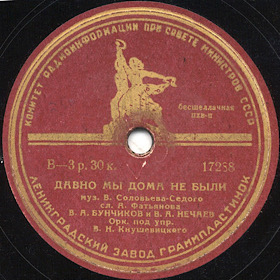 КОМИТЕТ РАДИОИНФОРМАЦИИ ПРИ СОВЕТЕ МИНИСТРОВ СССР
бесшеллачная
В—3 р. 30 к.
17258
ДАВНО МЫ ДОМА НЕ БЫЛИ
муз. В. Соловьева-Седого
сл. А. Фатьянова
В. А. БУНЧИКОВ и В. А. НЕЧАЕВ
Орк. под упр.
В. Н. Кнушевицкого
ЛЕНИНГРАДСКИЙ ЗАВОД ГРАМПЛАСТИНОК